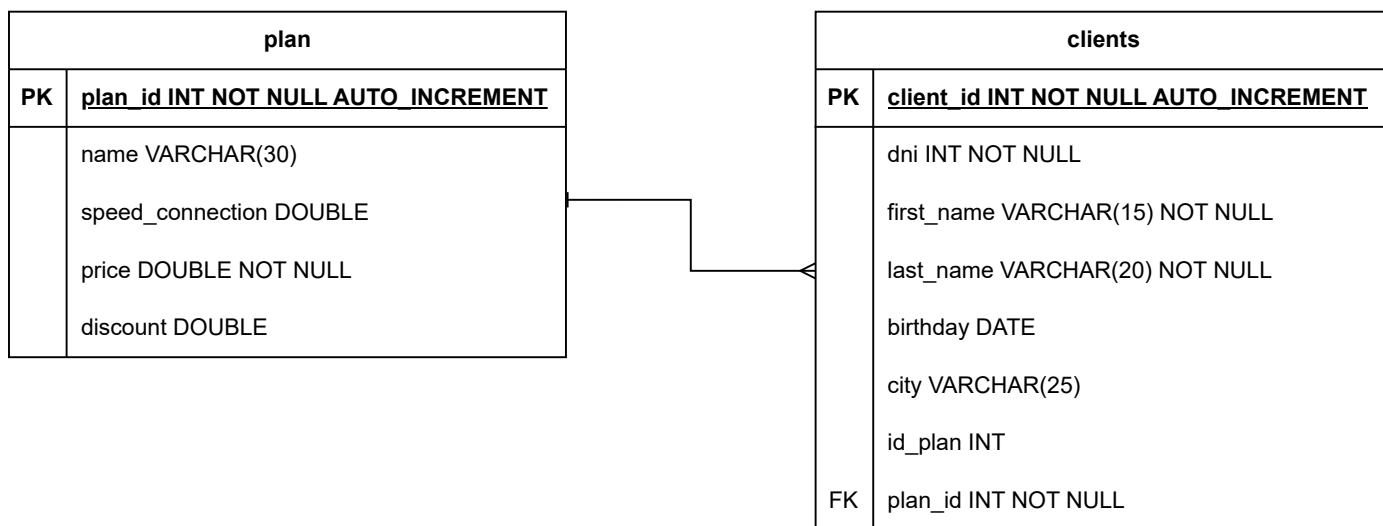 plan
PK plan_id INT NOT NULL AUTO_INCREMENT
name VARCHAR(30)
speed_connection DOUBLE
price DOUBLE NOT NULL
discount DOUBLE
clients
PK client_id INT NOT NULL AUTO_INCREMENT
dni INT NOT NULL
first_name VARCHAR(15) NOT NULL
last_name VARCHAR(20) NOT NULL
birthday DATE
city VARCHAR(25)
id_plan INT
FK plan_id INT NOT NULL